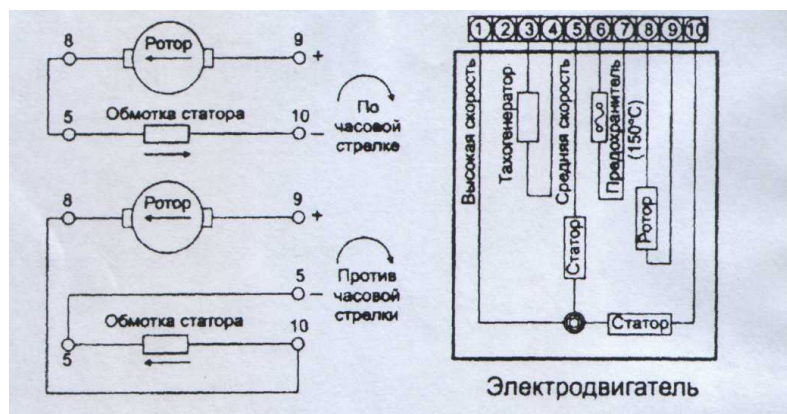 8
Ротор
9
+
5
Обмотка статора
10
–
По
часовой
стрелке
8
Ротор
9
+
5
–
Против
часовой
стрелки
Обмотка статора
5
10
1 2 3 4 5 6 7 8 9 10
Высокая скорость
Тахогенератор
Средняя скорость
Предохранитель
(150°С)
Статор
Ротор
Статор
Электродвигатель